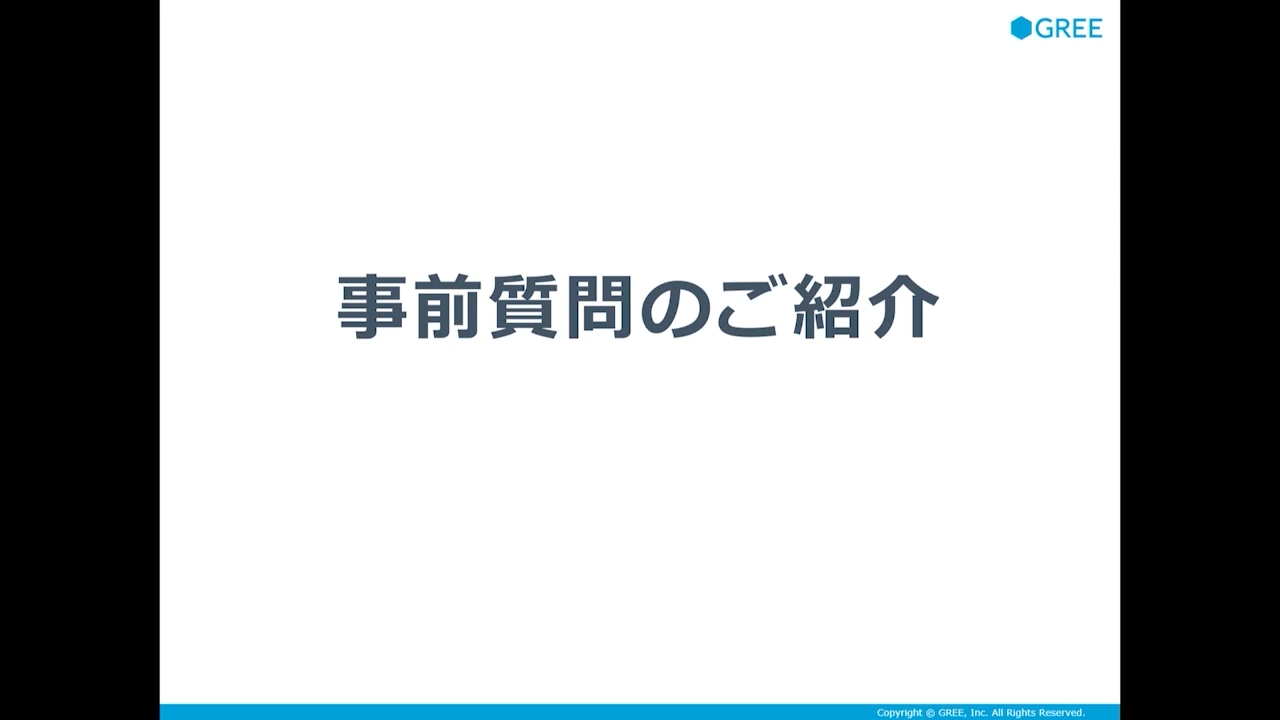 GREE
事前質問のご紹介
Copyright © GREE, Inc. All Rights Reserved.